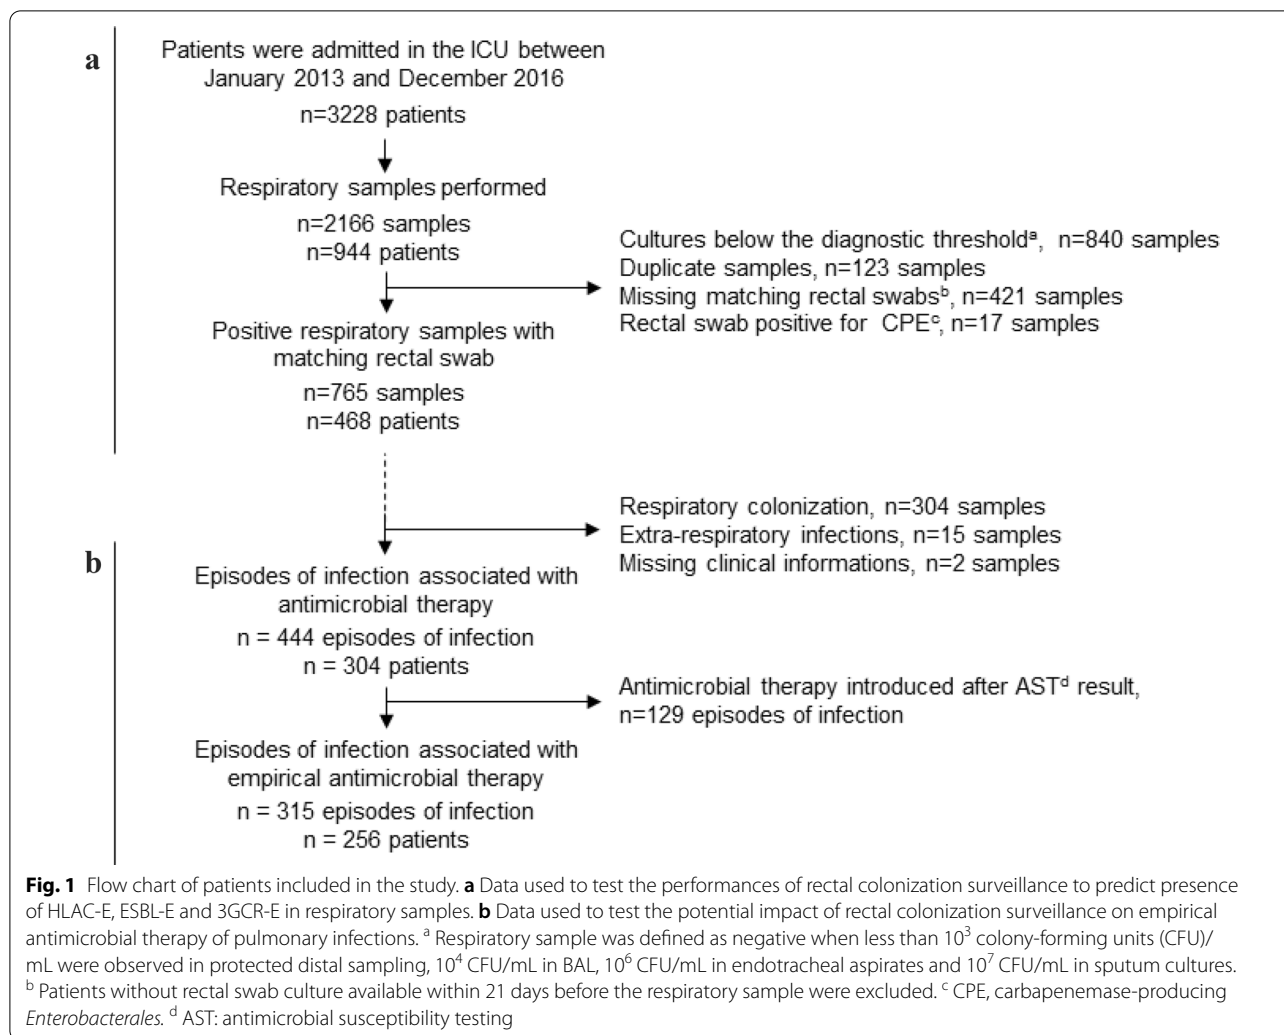 a
Patients were admitted in the ICU between
January 2013 and December 2016
n=3228 patients
Respiratory samples performed
n=2166 samples
n=944 patients
Cultures below the diagnostic thresholdᵃ, n=840 samples
Duplicate samples, n=123 samples
Missing matching rectal swabsᵇ, n=421 samples
Rectal swab positive for CPEᶜ, n=17 samples
Positive respiratory samples with
matching rectal swab
n=765 samples
n=468 patients
Respiratory colonization, n=304 samples
Extra-respiratory infections, n=15 samples
Missing clinical informations, n=2 samples
b
Episodes of infection associated with
antimicrobial therapy
n = 444 episodes of infection
n = 304 patients
Antimicrobial therapy introduced after ASTᵈ result,
n=129 episodes of infection
Episodes of infection associated with
empirical antimicrobial therapy
n = 315 episodes of infection
n = 256 patients
Fig. 1 Flow chart of patients included in the study. a Data used to test the performances of rectal colonization surveillance to predict presence
of HLAC-E, ESBL-E and 3GCR-E in respiratory samples. b Data used to test the potential impact of rectal colonization surveillance on empirical
antimicrobial therapy of pulmonary infections. ᵃ Respiratory sample was defined as negative when less than 10³ colony-forming units (CFU)/
mL were observed in protected distal sampling, 10⁴ CFU/mL in BAL, 10⁶ CFU/mL in endotracheal aspirates and 10⁷ CFU/mL in sputum cultures.
ᵇ Patients without rectal swab culture available within 21 days before the respiratory sample were excluded. ᶜ CPE, carbapenemase-producing
Enterobacterales. ᵈ AST: antimicrobial susceptibility testing